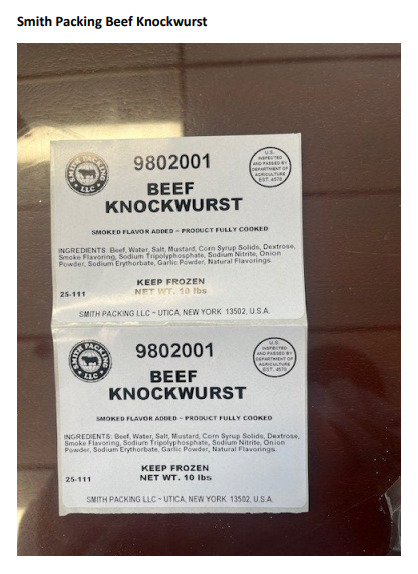 Smith Packing Beef Knockwurst
SMITH PACKING
LLC
9802001
U.S.
INSPECTED
AND PASSED BY
DEPARTMENT OF
AGRICULTURE
EST. 4578
BEEF
KNOCKWURST
SMOKED FLAVOR ADDED - PRODUCT FULLY COOKED
INGREDIENTS: Beef, Water, Salt, Mustard, Corn Syrup Solids, Dextrose,
Smoke Flavoring, Sodium Tripolyphosphate, Sodium Nitrite, Onion
Powder, Sodium Erythorbate, Garlic Powder, Natural Flavorings.
KEEP FROZEN
25-111
NET WT. 10 lbs
SMITH PACKING LLC - UTICA, NEW YORK 13502, U.S.A.
SMITH PACKING
LLC
9802001
U.S.
INSPECTED
AND PASSED BY
DEPARTMENT OF
AGRICULTURE
EST. 4578
BEEF
KNOCKWURST
SMOKED FLAVOR ADDED - PRODUCT FULLY COOKED
INGREDIENTS: Beef, Water, Salt, Mustard, Corn Syrup Solids, Dextrose,
Smoke Flavoring, Sodium Tripolyphosphate, Sodium Nitrite, Onion
Powder, Sodium Erythorbate, Garlic Powder, Natural Flavorings.
KEEP FROZEN
25-111
NET WT. 10 lbs
SMITH PACKING LLC - UTICA, NEW YORK 13502, U.S.A.